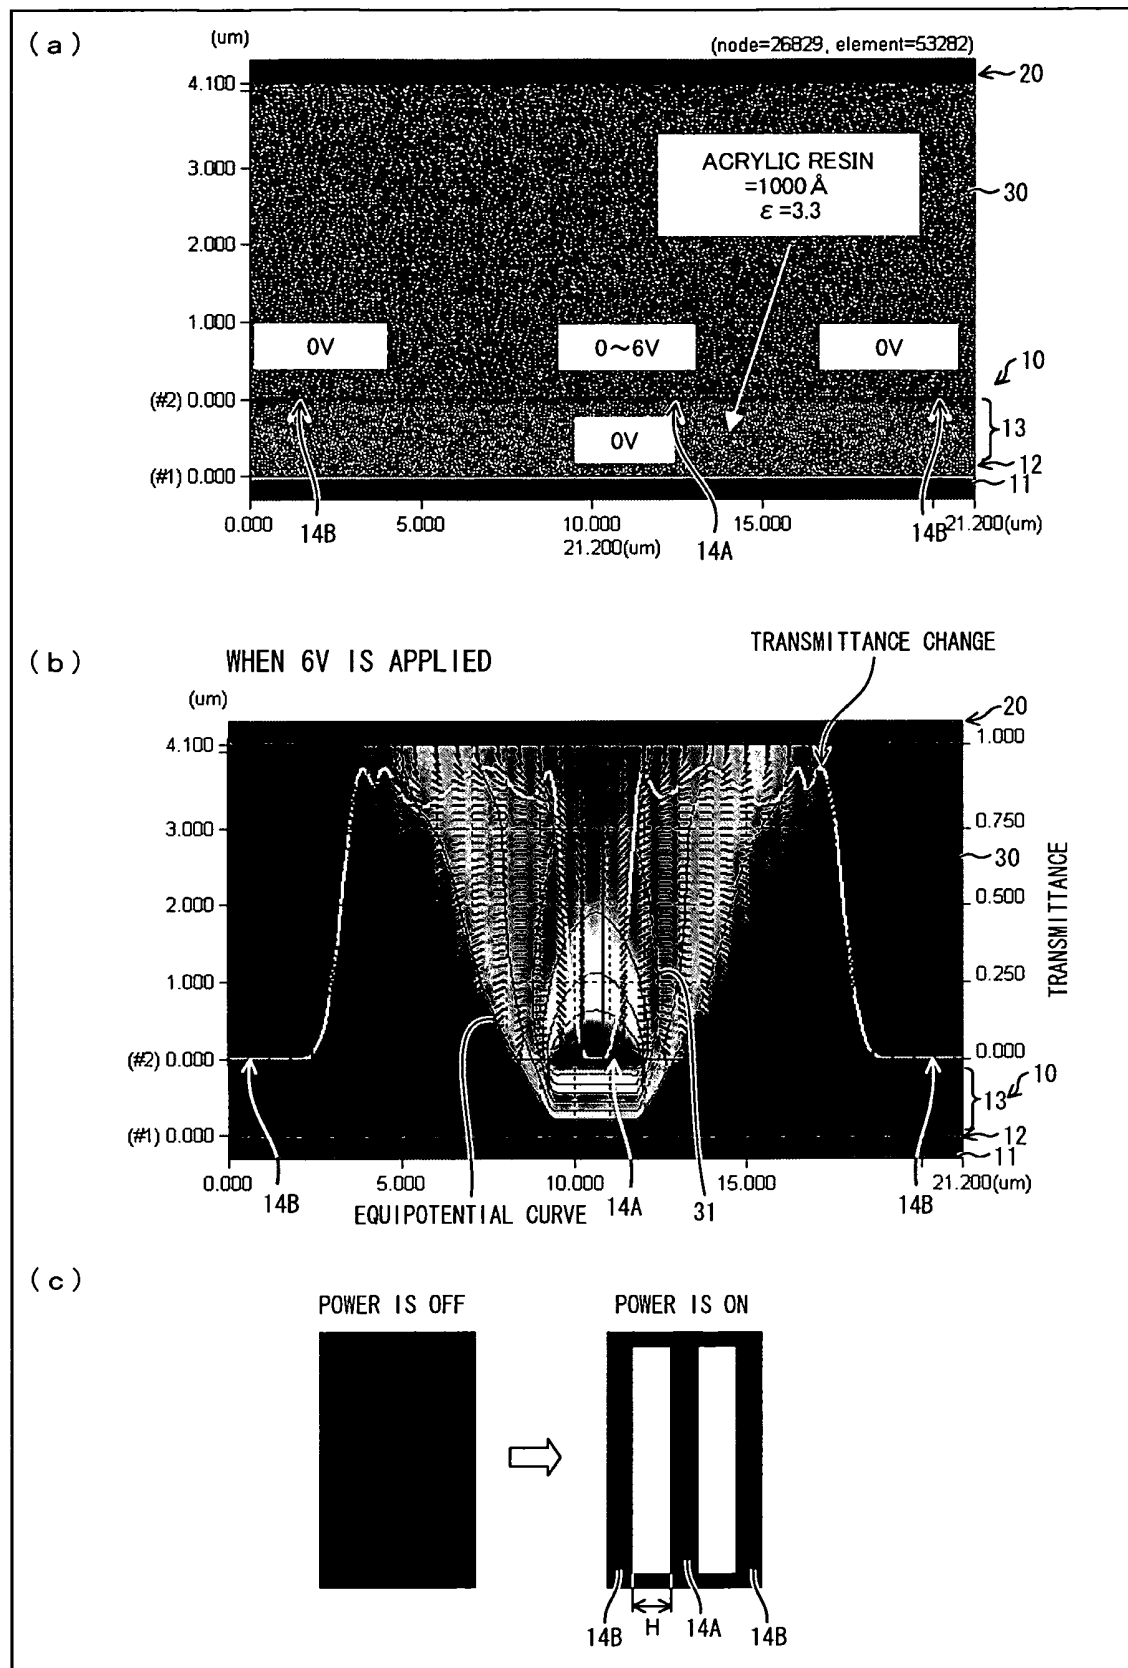 (a)
(um)
(node=26829, element=53282)
20
4.100
ACRYLIC RESIN
=1000Å
ε=3.3
3.000
30
2.000
1.000
0V
0～6V
0V
10
(#2) 0.000
0V
13
12
(#1) 0.000
11
0.000
5.000
10.000
15.000
21.200(um)
14B
21.200(um)
14A
14B
(b)
WHEN 6V IS APPLIED
TRANSMITTANCE CHANGE
(um)
20
4.100
1.000
3.000
0.750
30
2.000
0.500
TRANSMITTANCE
1.000
0.250
(#2) 0.000
0.000
10
13
(#1) 0.000
12
11
0.000
5.000
10.000
15.000
21.200(um)
14B
EQUIPOTENTIAL CURVE
14A
31
14B
(c)
POWER IS OFF
POWER IS ON
14B
H
14A
14B